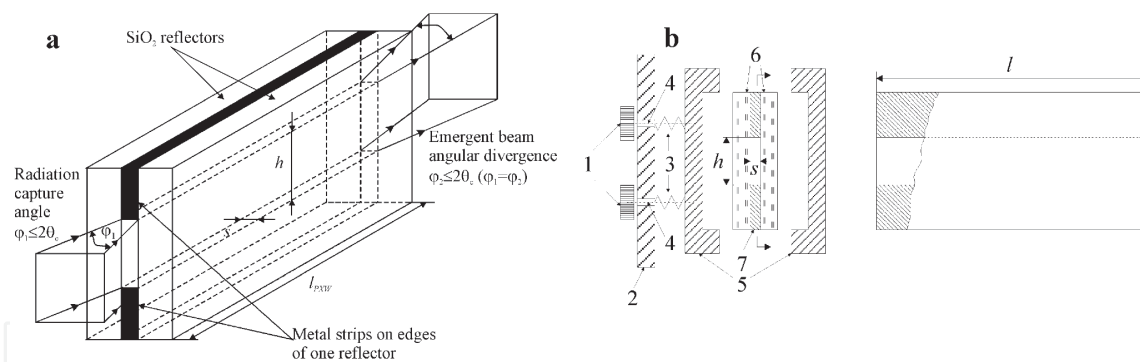 a
SiO₂ reflectors
h
Emergent beam
angular divergence
φ₂≤2θc (φ₁=φ₂)
Radiation
capture
angle
φ₁≤2θc
φ₁
s
lPXW
Metal strips on edges
of one reflector
b
6
4
l
1
3
h
s
4
7
2
5